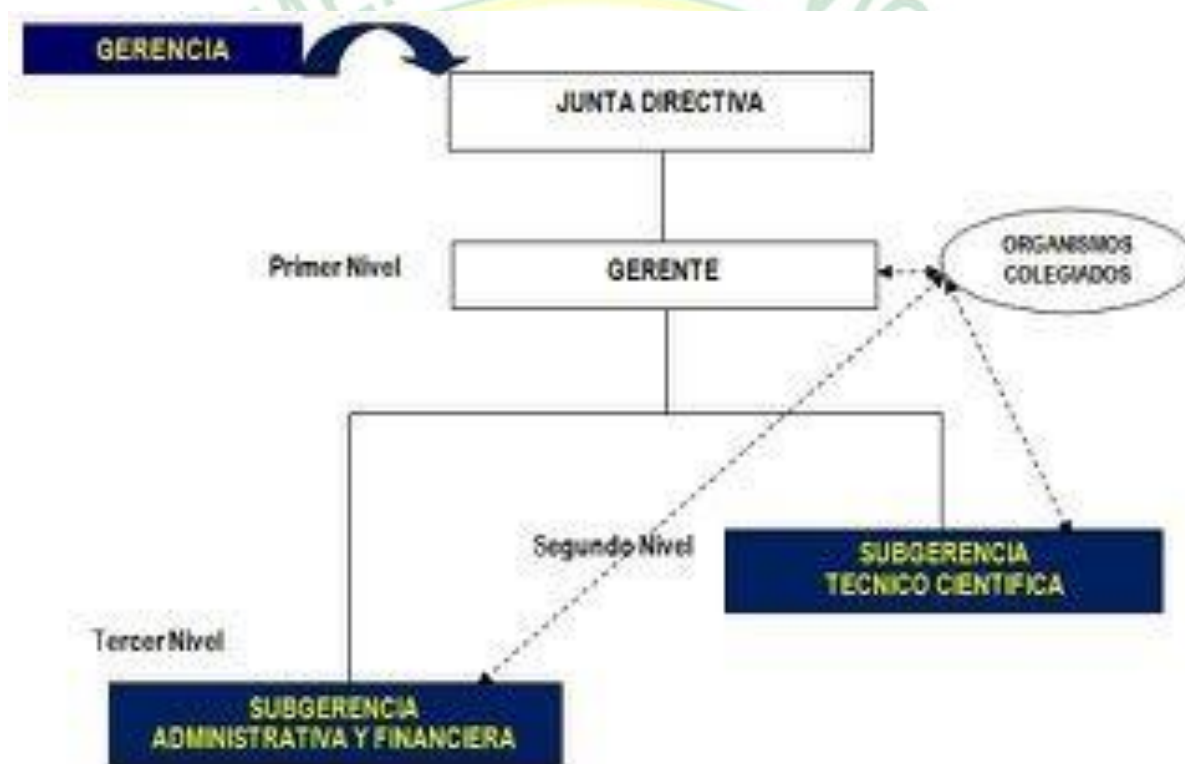 GERENCIA
JUNTA DIRECTIVA
Primer Nivel
GERENTE
ORGANISMOS
COLEGIADOS
Segundo Nivel
SUBGERENCIA
TECNICO CIENTIFICA
Tercer Nivel
SUBGERENCIA
ADMINISTRATIVA Y FINANCIERA